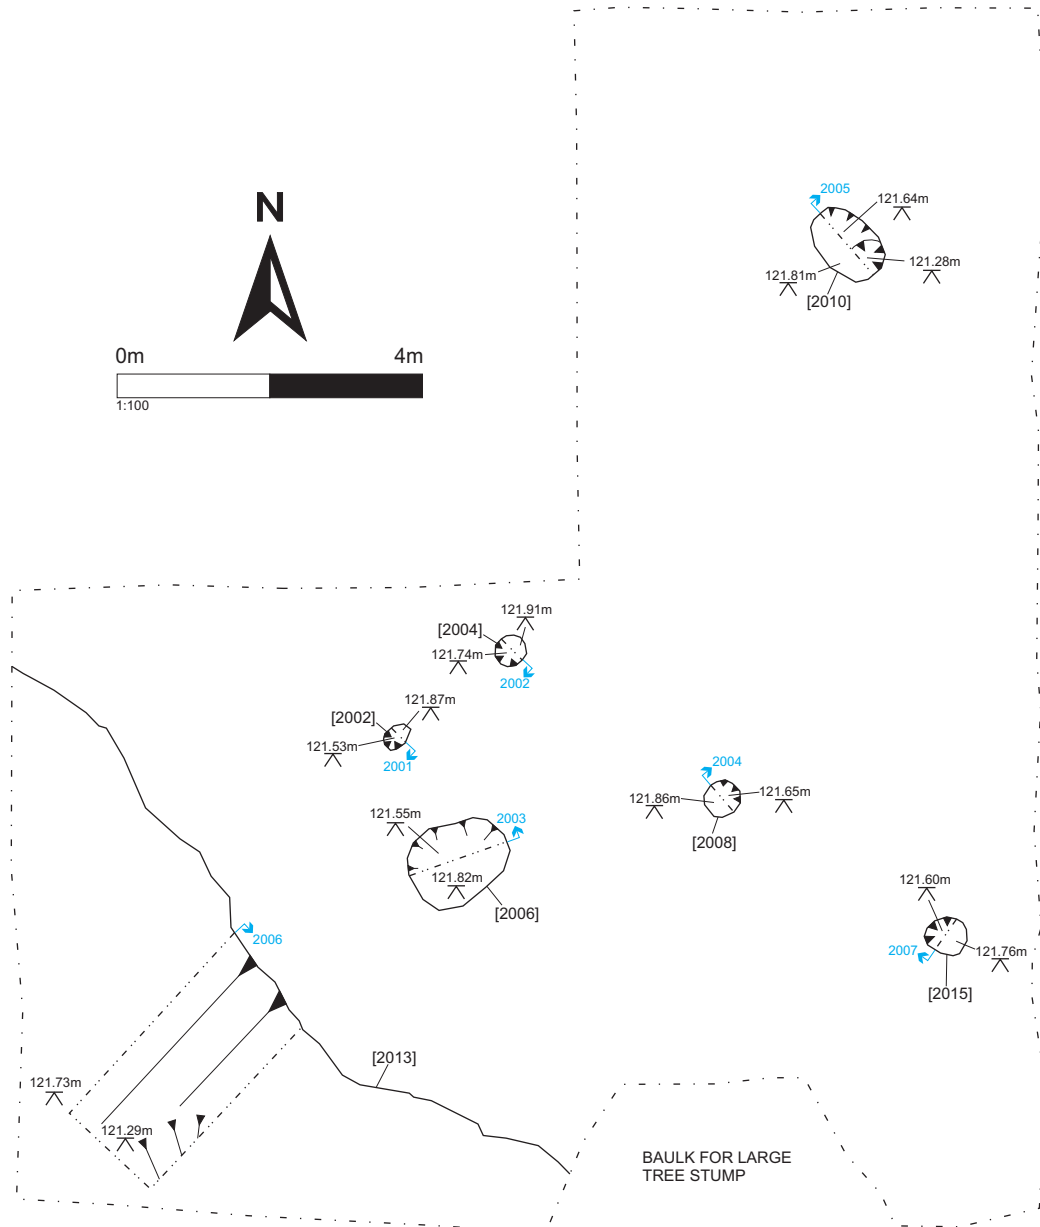 2005
121.64m
N
121.28m
121.81m
[2010]
0m 4m
1:100
121.91m
[2004]
121.74m
2002
121.87m
[2002]
121.53m
2001
2004
121.65m
121.86m
[2008]
121.55m
2003
121.82m
[2006]
121.60m
2006
2007
121.76m
[2015]
[2013]
121.73m
121.29m
BAULK FOR LARGE
TREE STUMP